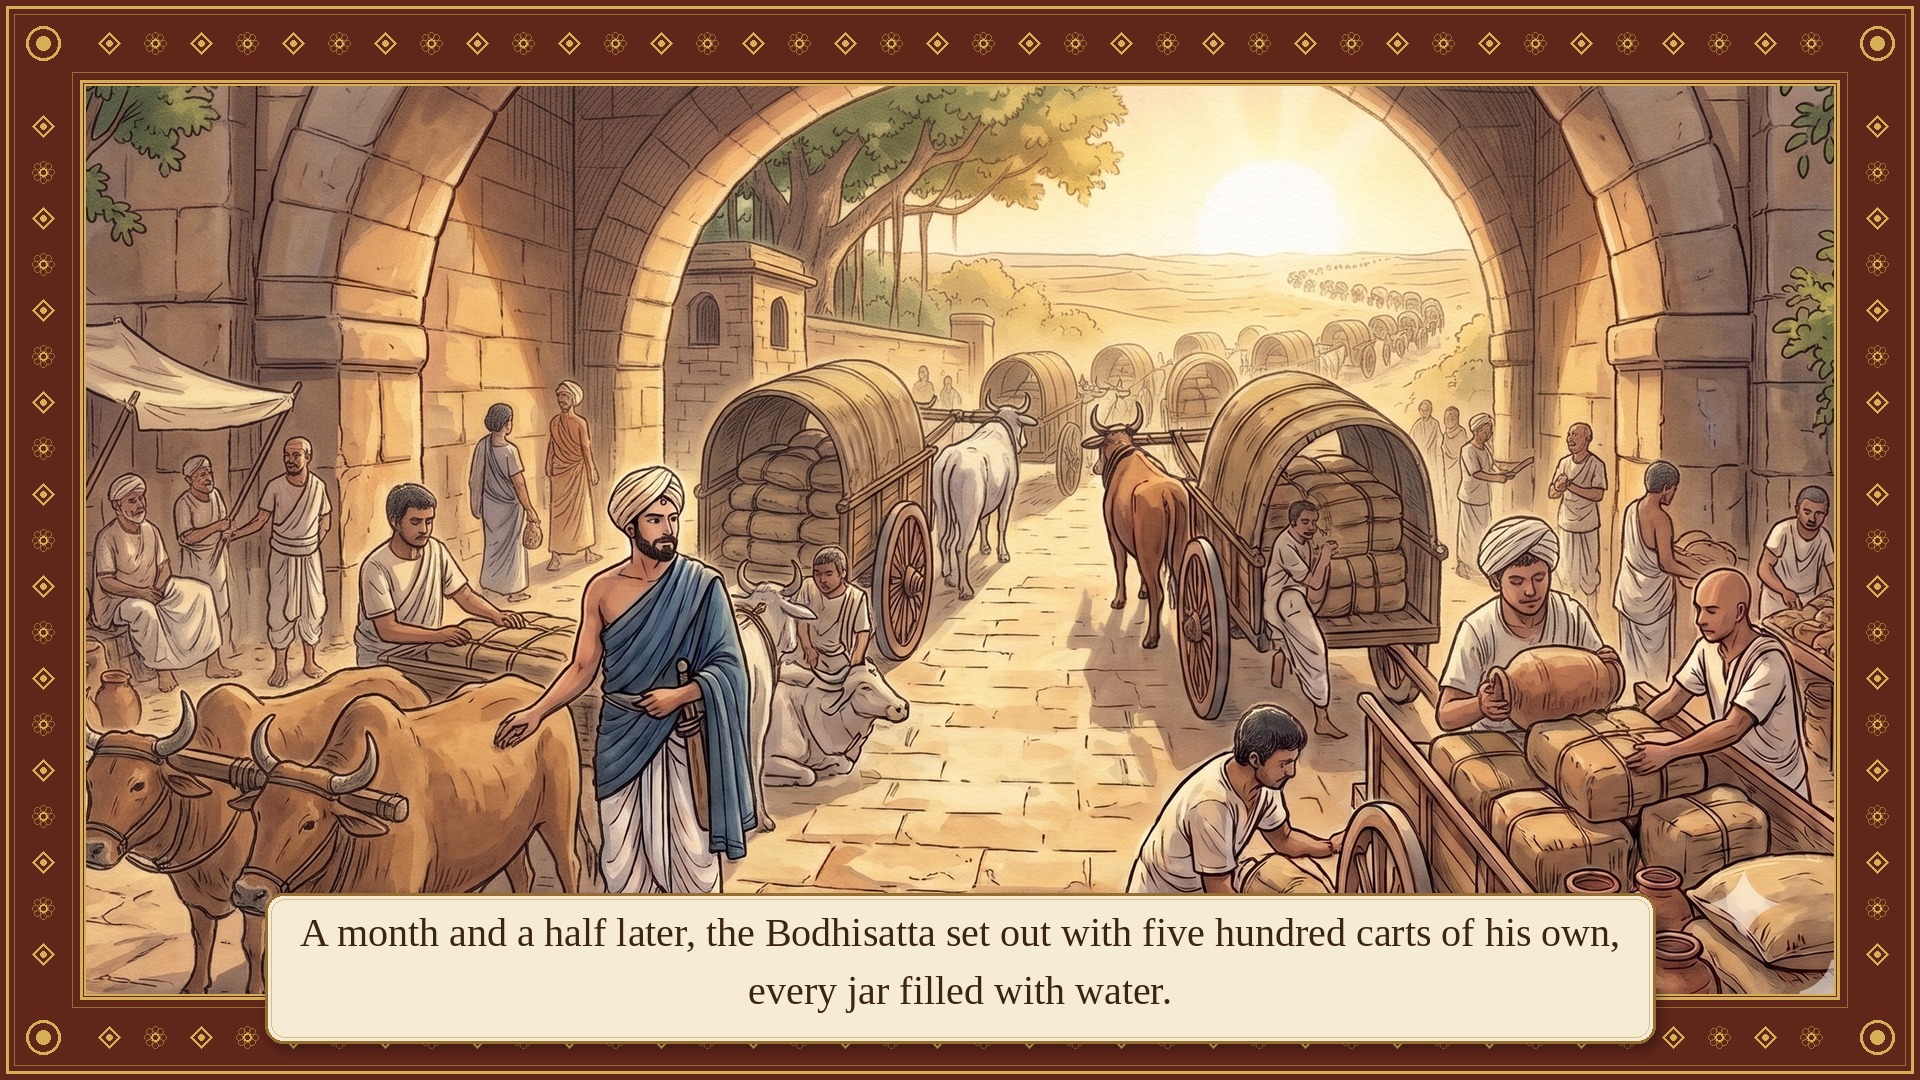 A month and a half later, the Bodhisatta set out with five hundred carts of his own,
every jar filled with water.